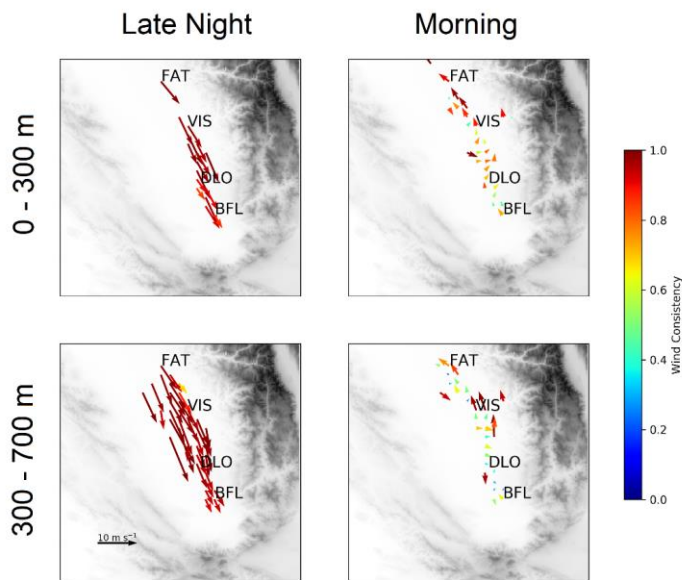 Late Night
Morning
0 - 300 m
FAT
VIS
DLO
BFL
FAT
VIS
DLO
BFL
300 - 700 m
FAT
VIS
DLO
BFL
10 m s⁻¹
FAT
VIS
DLO
BFL
1.0
0.8
0.6
0.4
0.2
0.0
Wind Consistency